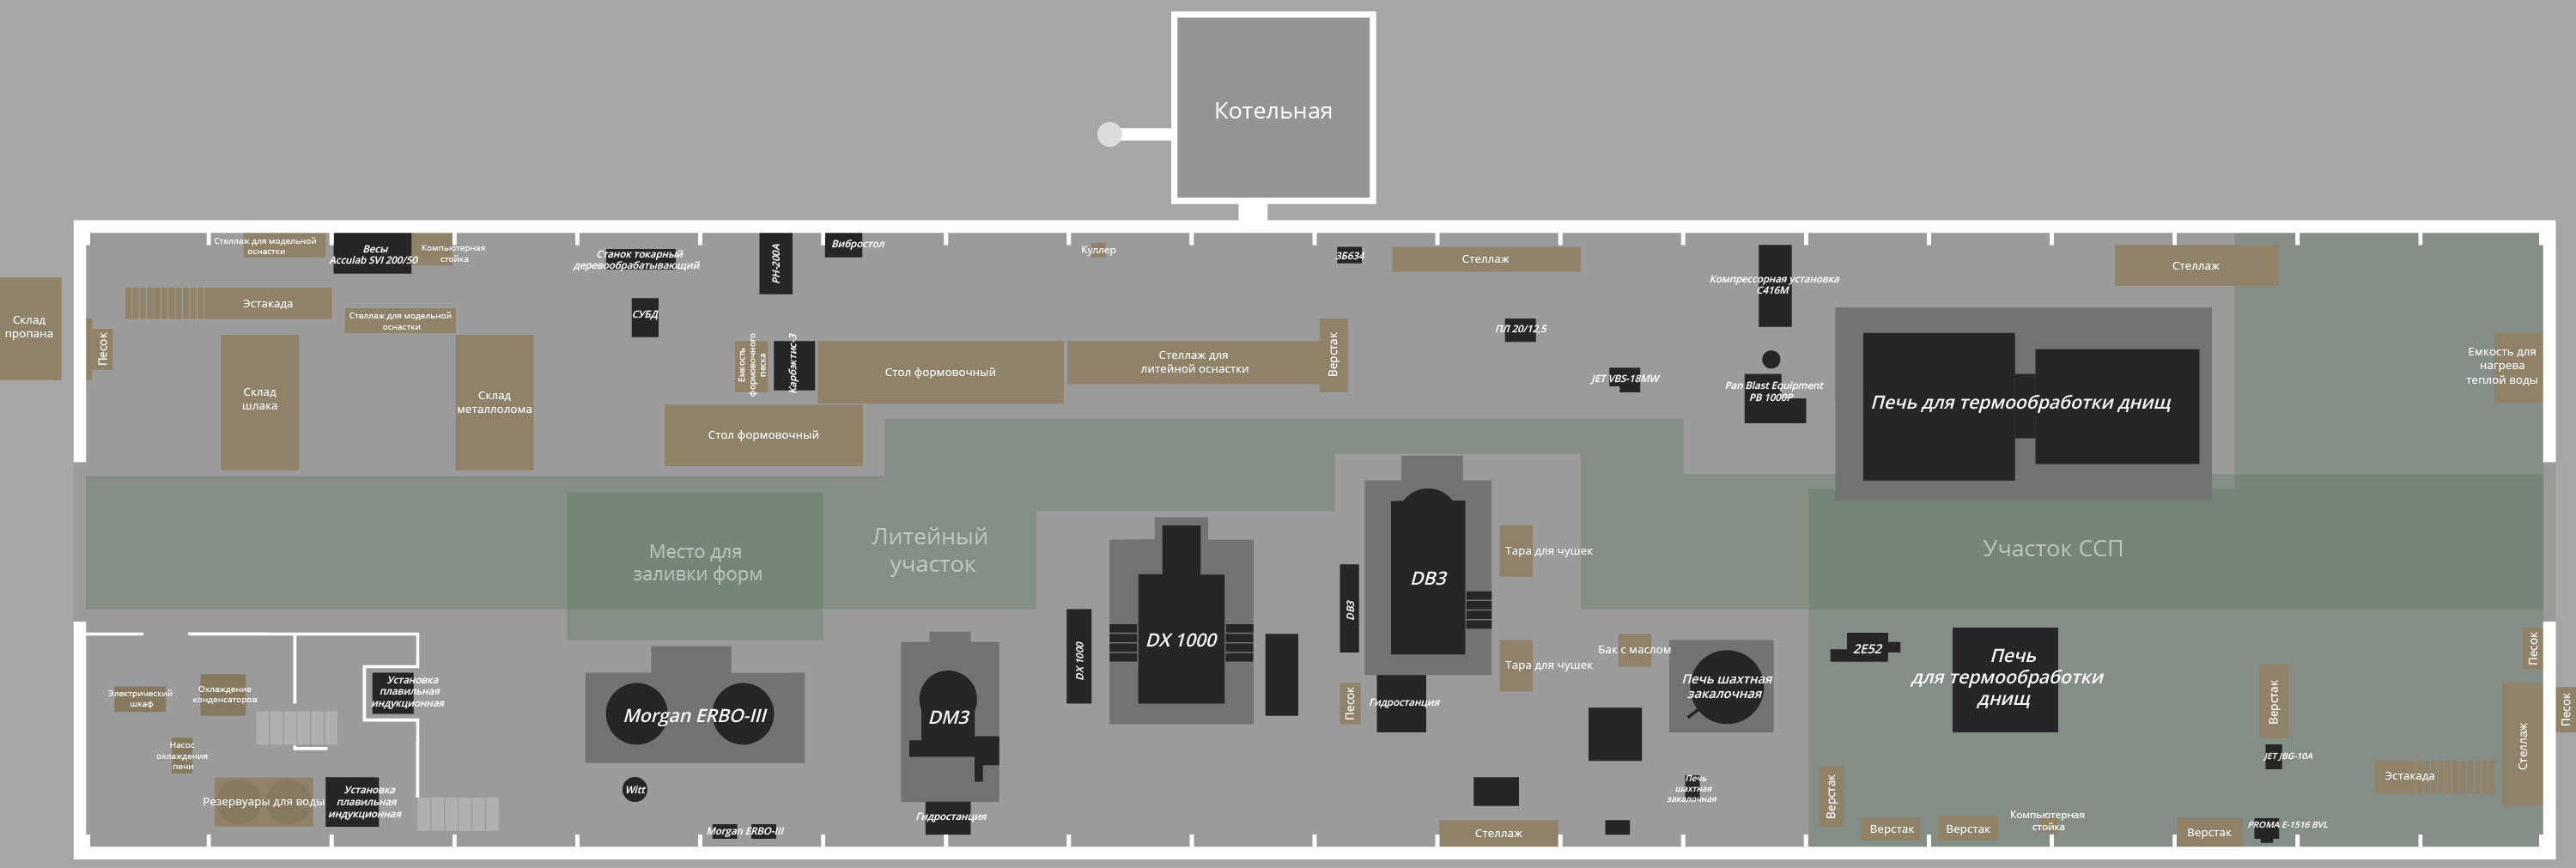 Котельная
Стеллаж для модельной
оснастки
Весы
Acculab SVI 200/50
Компьютерная
стойка
Станок токарный
деревообрабатывающий
PH-200A
Вибростол
Куллер
3Б634
Стеллаж
Компрессорная установка
C416M
Стеллаж
Склад
пропана
Песок
Эстакада
Стеллаж для модельной
оснастки
СУБД
ПЛ 20/12,5
Склад
шлака
Склад
металлолома
Емкость
формовочного
песка
Карбэктис-3
Стол формовочный
Стеллаж для
литейной оснастки
Верстак
JET VBS-18MW
Pan Blast Equipment
PB 1000P
Печь для термообработки днищ
Емкость для
нагрева
теплой воды
Стол формовочный
Место для
заливки форм
Литейный
участок
DX 1000
DX 1000
DB3
DB3
Тара для чушек
Тара для чушек
Участок ССП
Бак с маслом
Печь шахтная
закалочная
2E52
Печь
для термообработки
днищ
Верстак
Песок
Песок
Стеллаж
Электрический
шкаф
Охлаждение
конденсаторов
Установка
плавильная
индукционная
Morgan ERBO-III
DM3
Песок
Гидростанция
Насос
охлаждения
печи
Резервуары для воды
Установка
плавильная
индукционная
Witt
Morgan ERBO-III
Гидростанция
Стеллаж
Печь
шахтная
закалочная
Верстак
Верстак
Верстак
Компьютерная
стойка
Верстак
JET JBG-10A
PROMA E-1516 BVL
Эстакада